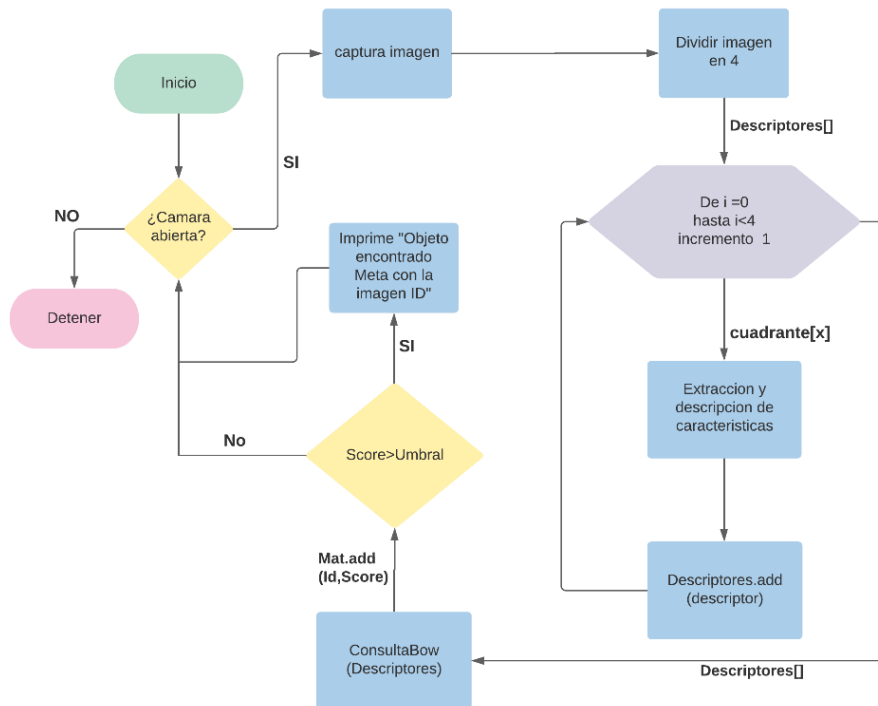 Inicio
¿Camara
abierta?
NO
Detener
SI
captura imagen
Dividir imagen
en 4
Descriptores[]
De i =0
hasta i<4
incremento 1
cuadrante[x]
Extraccion y
descripcion de
caracteristicas
Descriptores.add
(descriptor)
Descriptores[]
ConsultaBow
(Descriptores)
Mat.add
(Id,Score)
Score>Umbral
No
SI
Imprime "Objeto
encontrado
Meta con la
imagen ID"